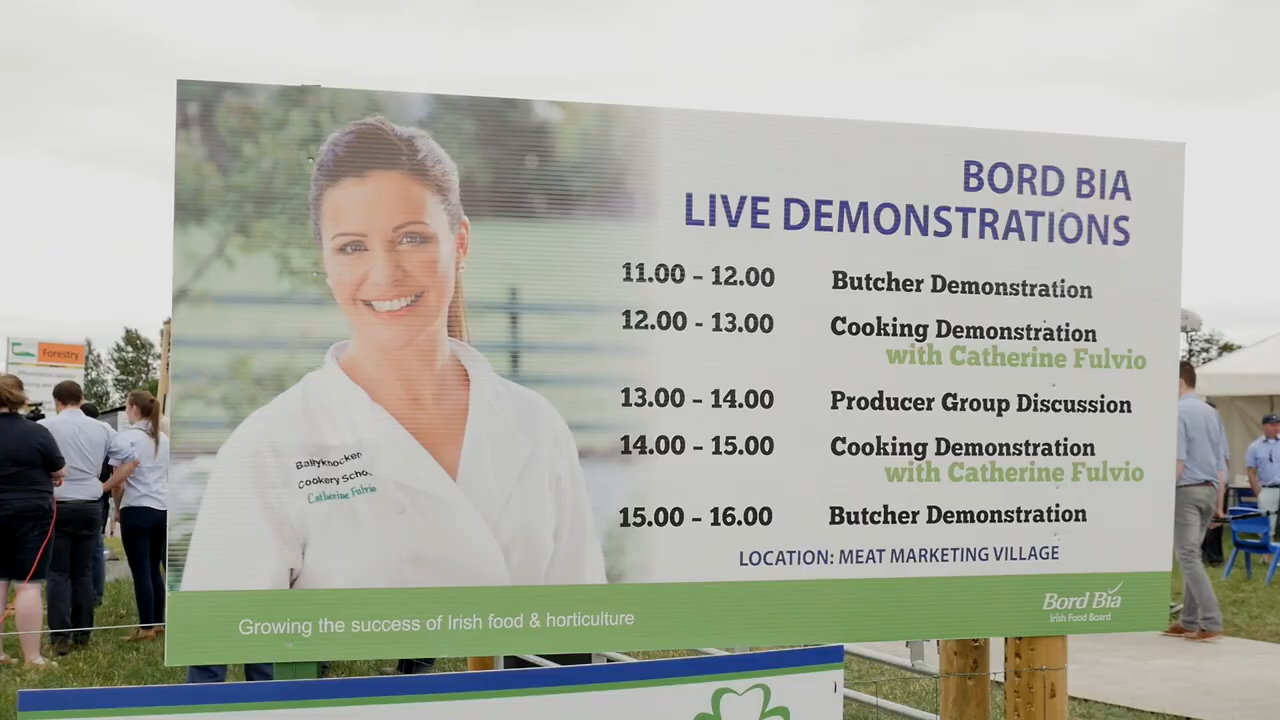 BORD BIA
LIVE DEMONSTRATIONS
11.00 – 12.00 Butcher Demonstration
12.00 - 13.00 Cooking Demonstration
with Catherine Fulvio
13.00 – 14.00 Producer Group Discussion
14.00 - 15.00 Cooking Demonstration
with Catherine Fulvio
15.00 – 16.00 Butcher Demonstration
LOCATION: MEAT MARKETING VILLAGE
Ballyknocken
Cookery Schoo
Catherine Fulvio
Growing the success of Irish food & horticulture
Bord Bia
Irish Food Board
Forestry